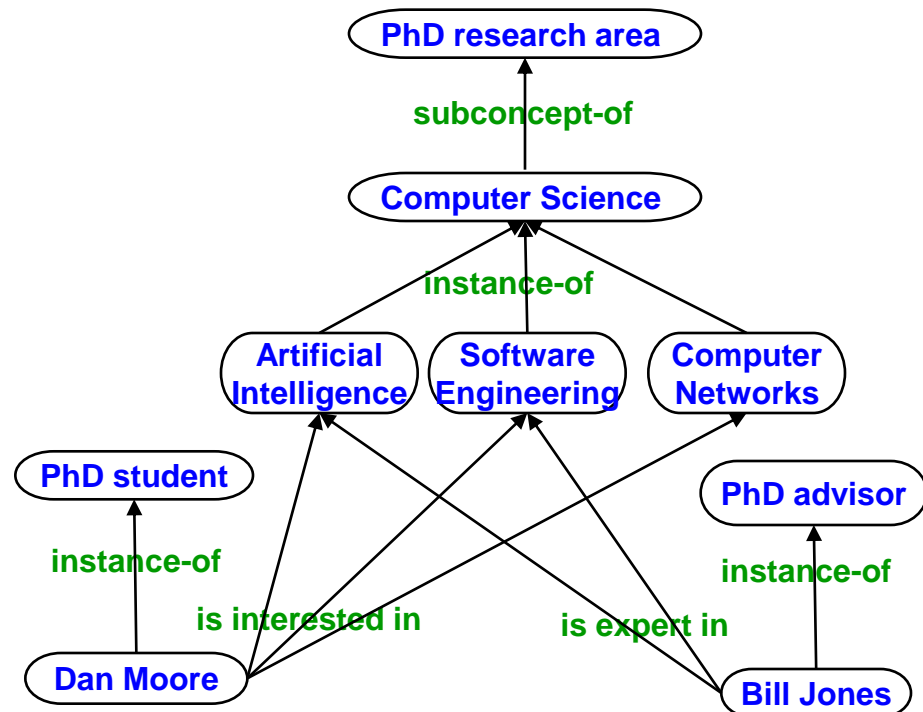 PhD research area
subconcept-of
Computer Science
instance-of
Artificial
Intelligence
Software
Engineering
Computer
Networks
PhD student
PhD advisor
instance-of
instance-of
is interested in
is expert in
Dan Moore
Bill Jones